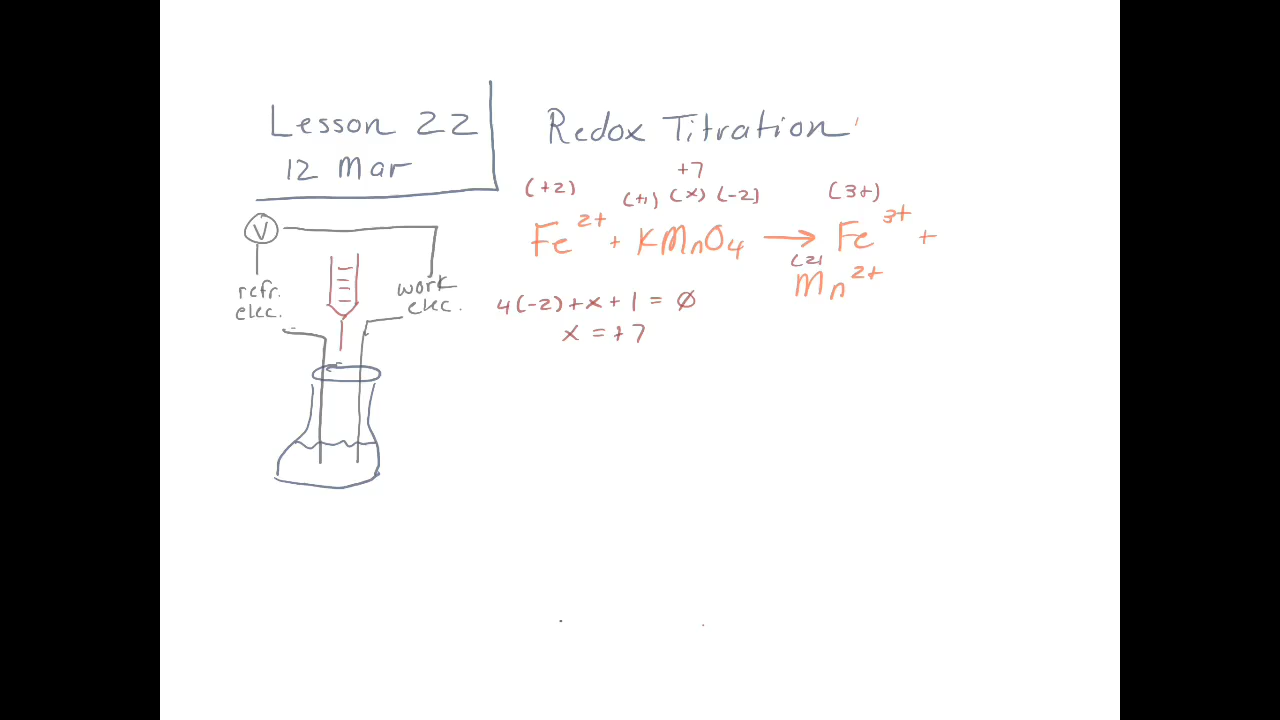 Lesson 22
12 Mar
Redox Titration
+7
(+2) (+1) (x) (-2) (3+)
Fe²⁺ + KMnO₄ → Fe³⁺ +
(2+
Mn²⁺
4(-2) + x + 1 = ∅
x = +7
V
refr.
elec.
work
elec.